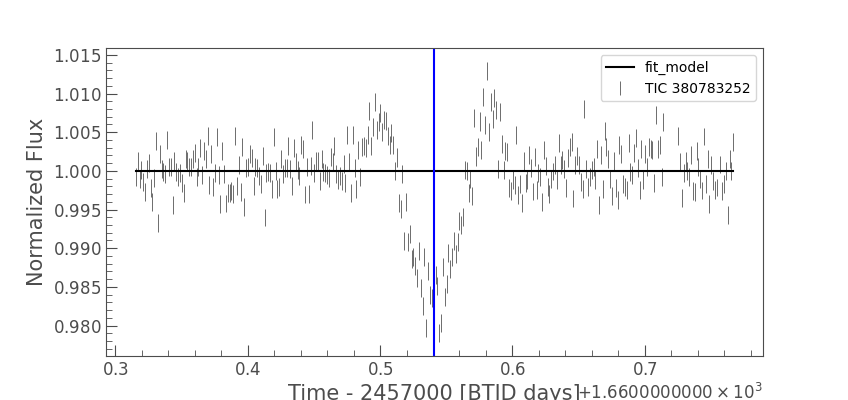 1.015
1.010
1.005
1.000
0.995
0.990
0.985
0.980
Normalized Flux
fit_model
TIC 380783252
0.3 0.4 0.5 0.6 0.7
Time - 2457000 [BTJD days]
+1.6600000000 × 10³